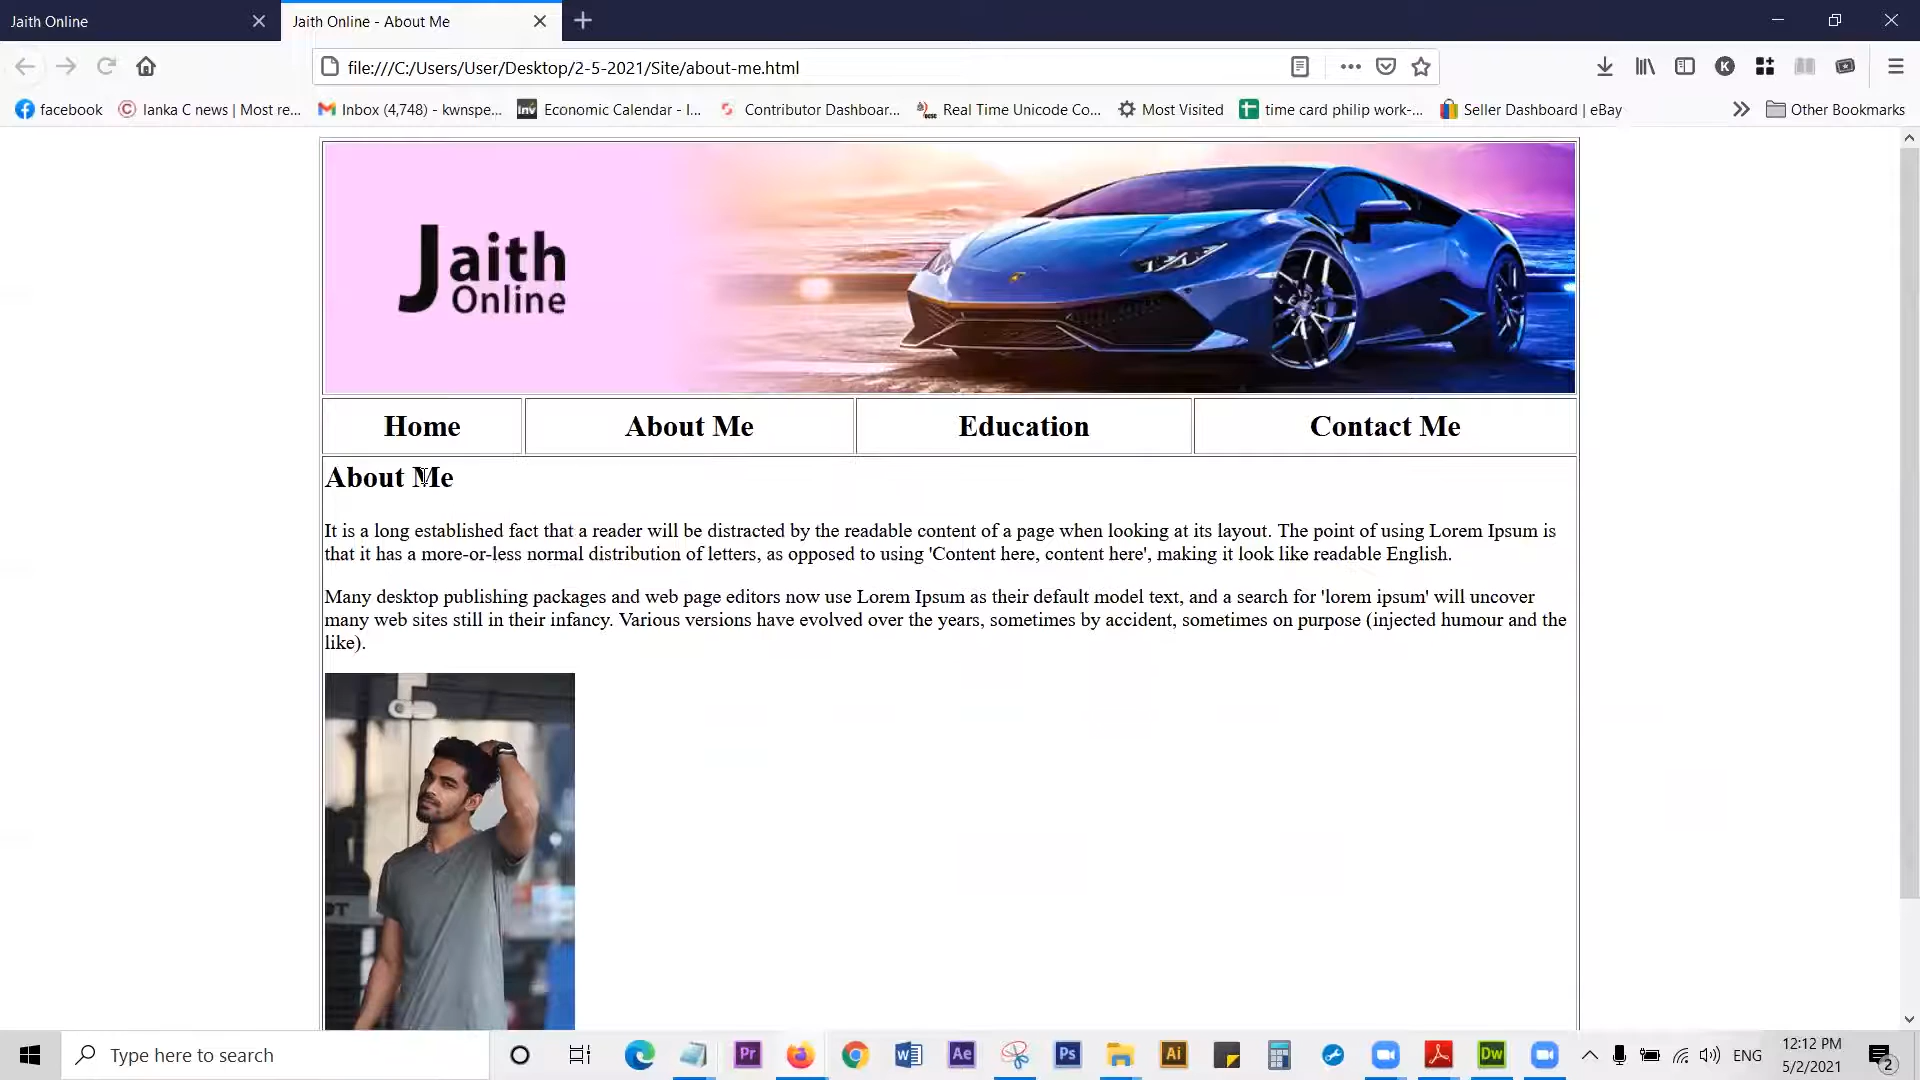 Jaith Online
Jaith Online - About Me
file:///C:/Users/User/Desktop/2-5-2021/Site/about-me.html
K
facebook
lanka C news | Most re...
Inbox (4,748) - kwnspe...
Inv
Economic Calendar - I...
Contributor Dashboar...
Real Time Unicode Co...
Most Visited
time card philip work-...
Seller Dashboard | eBay
Other Bookmarks
Jaith
Online
Home
About Me
Education
Contact Me
About Me
It is a long established fact that a reader will be distracted by the readable content of a page when looking at its layout. The point of using Lorem Ipsum is
that it has a more-or-less normal distribution of letters, as opposed to using 'Content here, content here', making it look like readable English.
Many desktop publishing packages and web page editors now use Lorem Ipsum as their default model text, and a search for 'lorem ipsum' will uncover
many web sites still in their infancy. Various versions have evolved over the years, sometimes by accident, sometimes on purpose (injected humour and the
like).
Type here to search
Pr
Ae
Ps
Ai
Dw
ENG
12:12 PM
5/2/2021
2